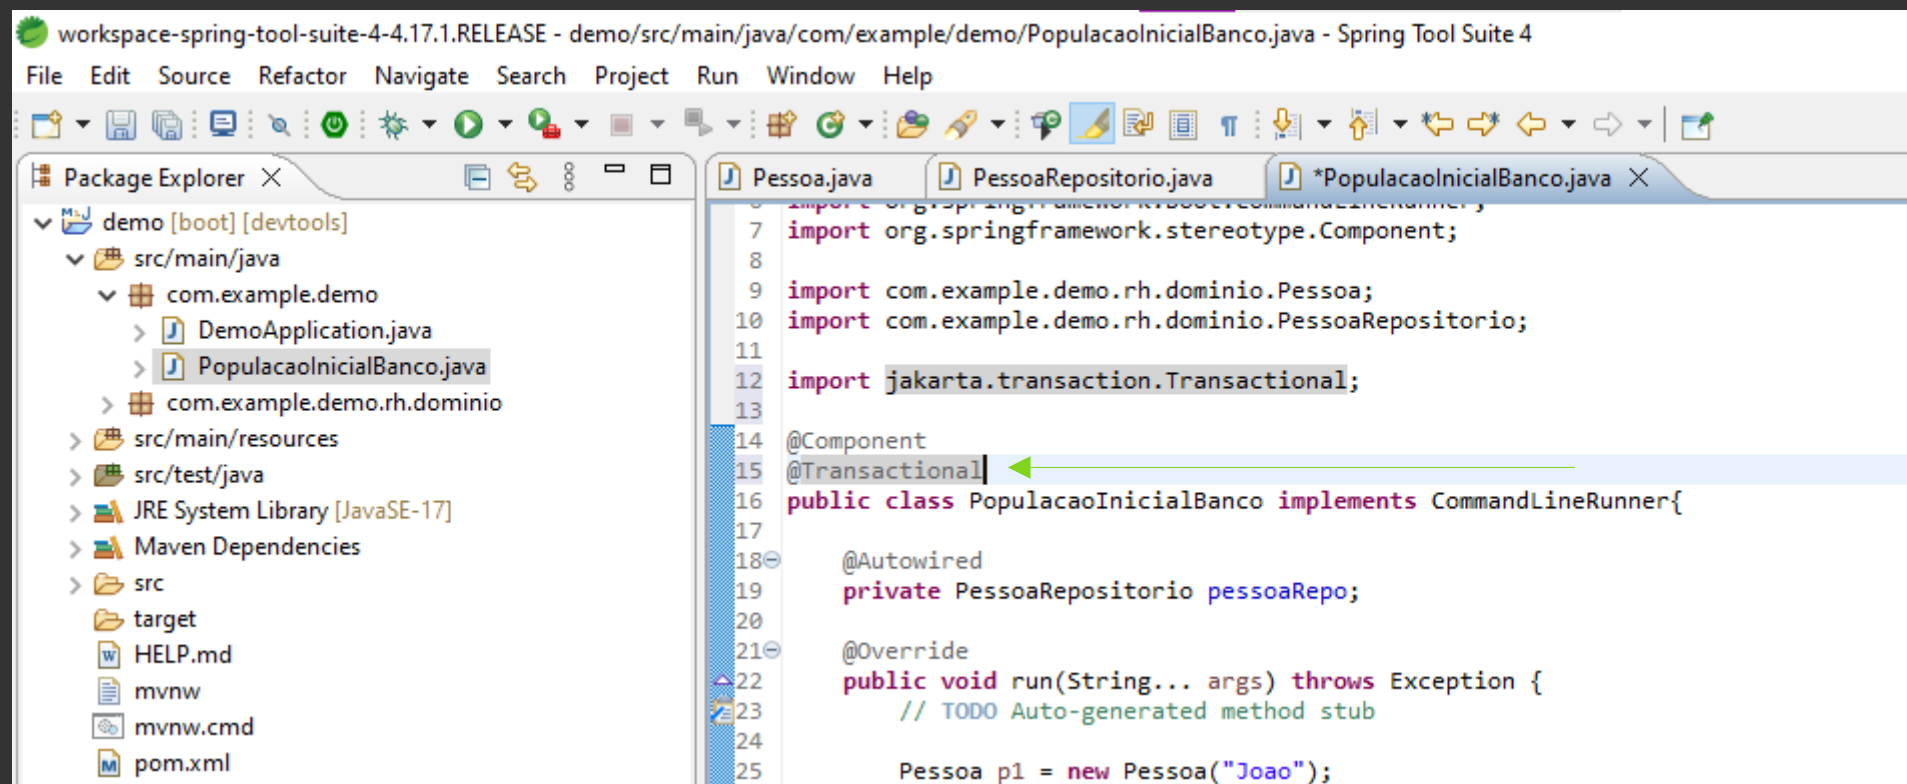 workspace-spring-tool-suite-4-4.17.1.RELEASE - demo/src/main/java/com/example/demo/PopulacaoInicialBanco.java - Spring Tool Suite 4
File Edit Source Refactor Navigate Search Project Run Window Help
Package Explorer
demo [boot] [devtools]
src/main/java
com.example.demo
DemoApplication.java
PopulacaoInicialBanco.java
com.example.demo.rh.dominio
src/main/resources
src/test/java
JRE System Library [JavaSE-17]
Maven Dependencies
src
target
HELP.md
mvnw
mvnw.cmd
pom.xml
Pessoa.java PessoaRepositorio.java *PopulacaoInicialBanco.java
6 import org.springframework.boot.CommandLineRunner;
7 import org.springframework.stereotype.Component;
8
9 import com.example.demo.rh.dominio.Pessoa;
10 import com.example.demo.rh.dominio.PessoaRepositorio;
11
12 import jakarta.transaction.Transactional;
13
14 @Component
15 @Transactional
16 public class PopulacaoInicialBanco implements CommandLineRunner{
17
18 @Autowired
19 private PessoaRepositorio pessoaRepo;
20
21 @Override
22 public void run(String... args) throws Exception {
23 // TODO Auto-generated method stub
24
25 Pessoa p1 = new Pessoa("Joao");